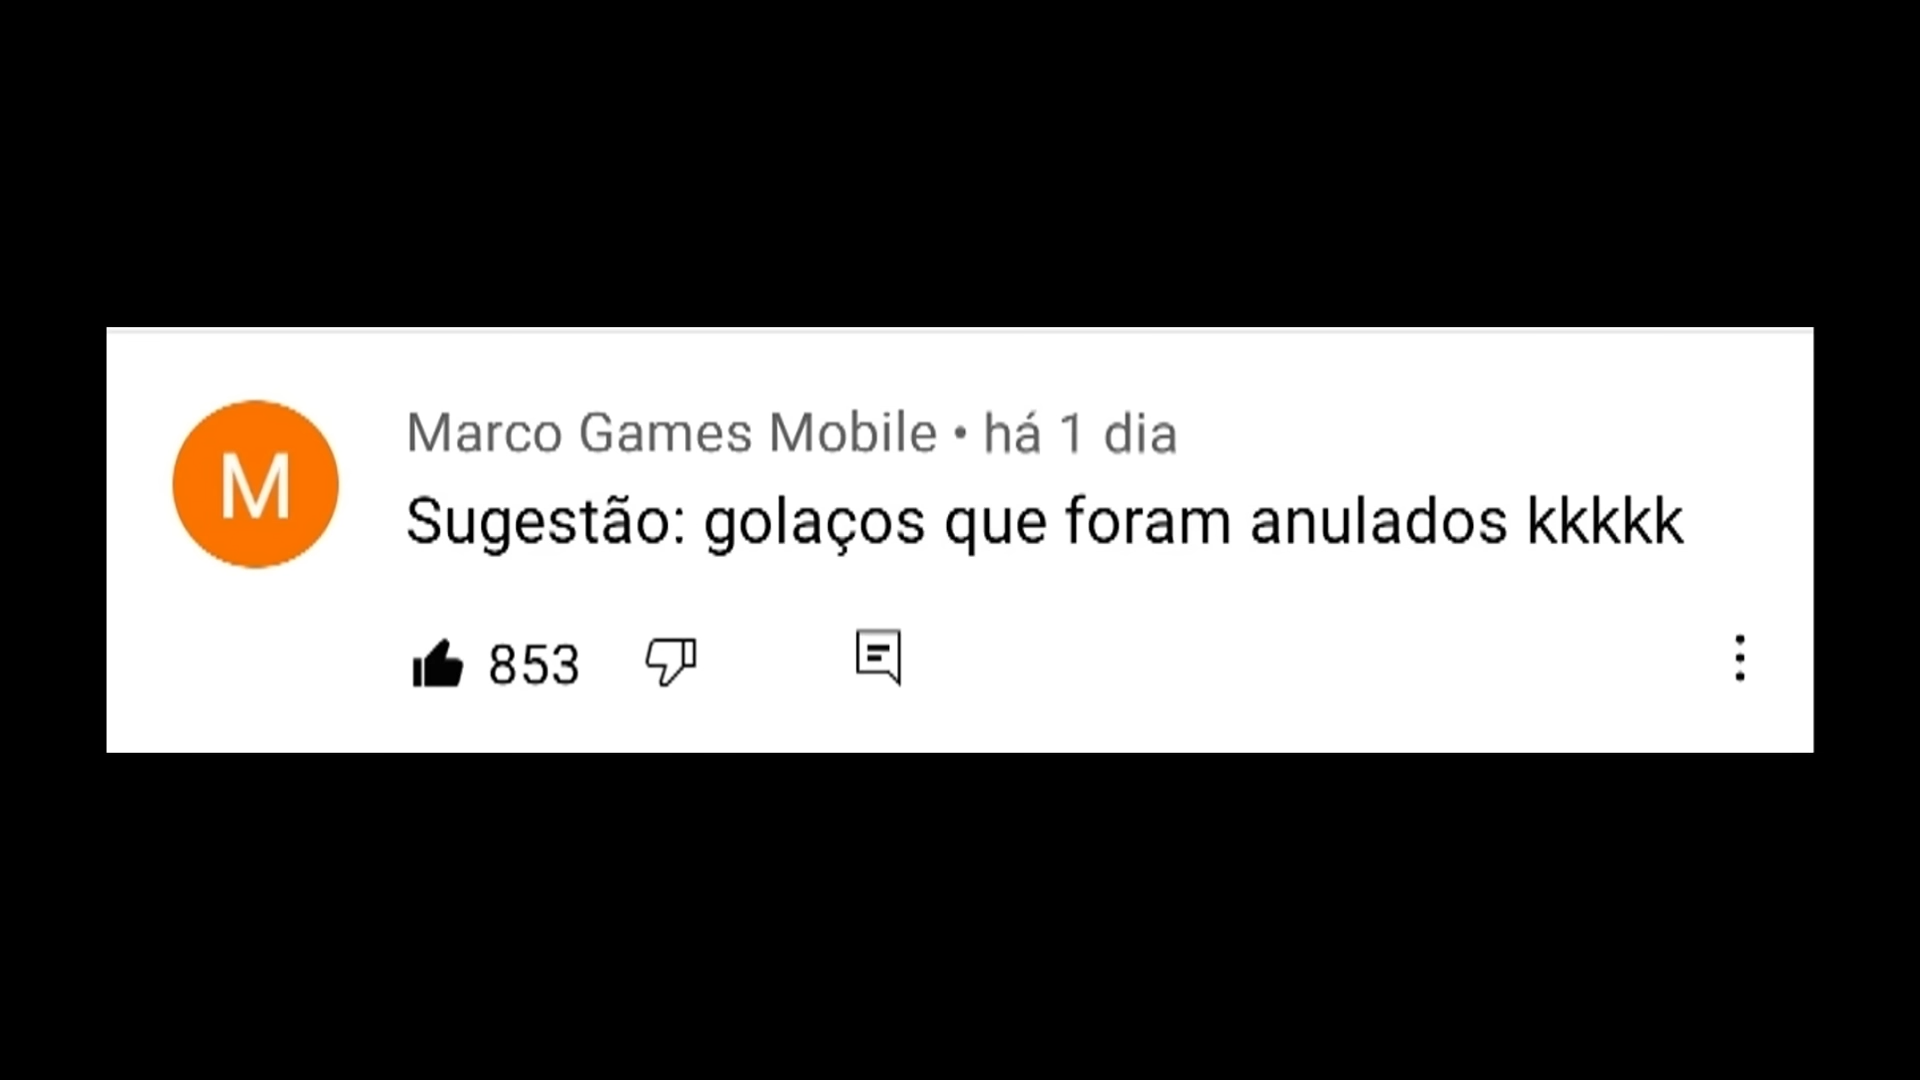 M
Marco Games Mobile • há 1 dia
Sugestão: golaços que foram anulados kkkkk
853